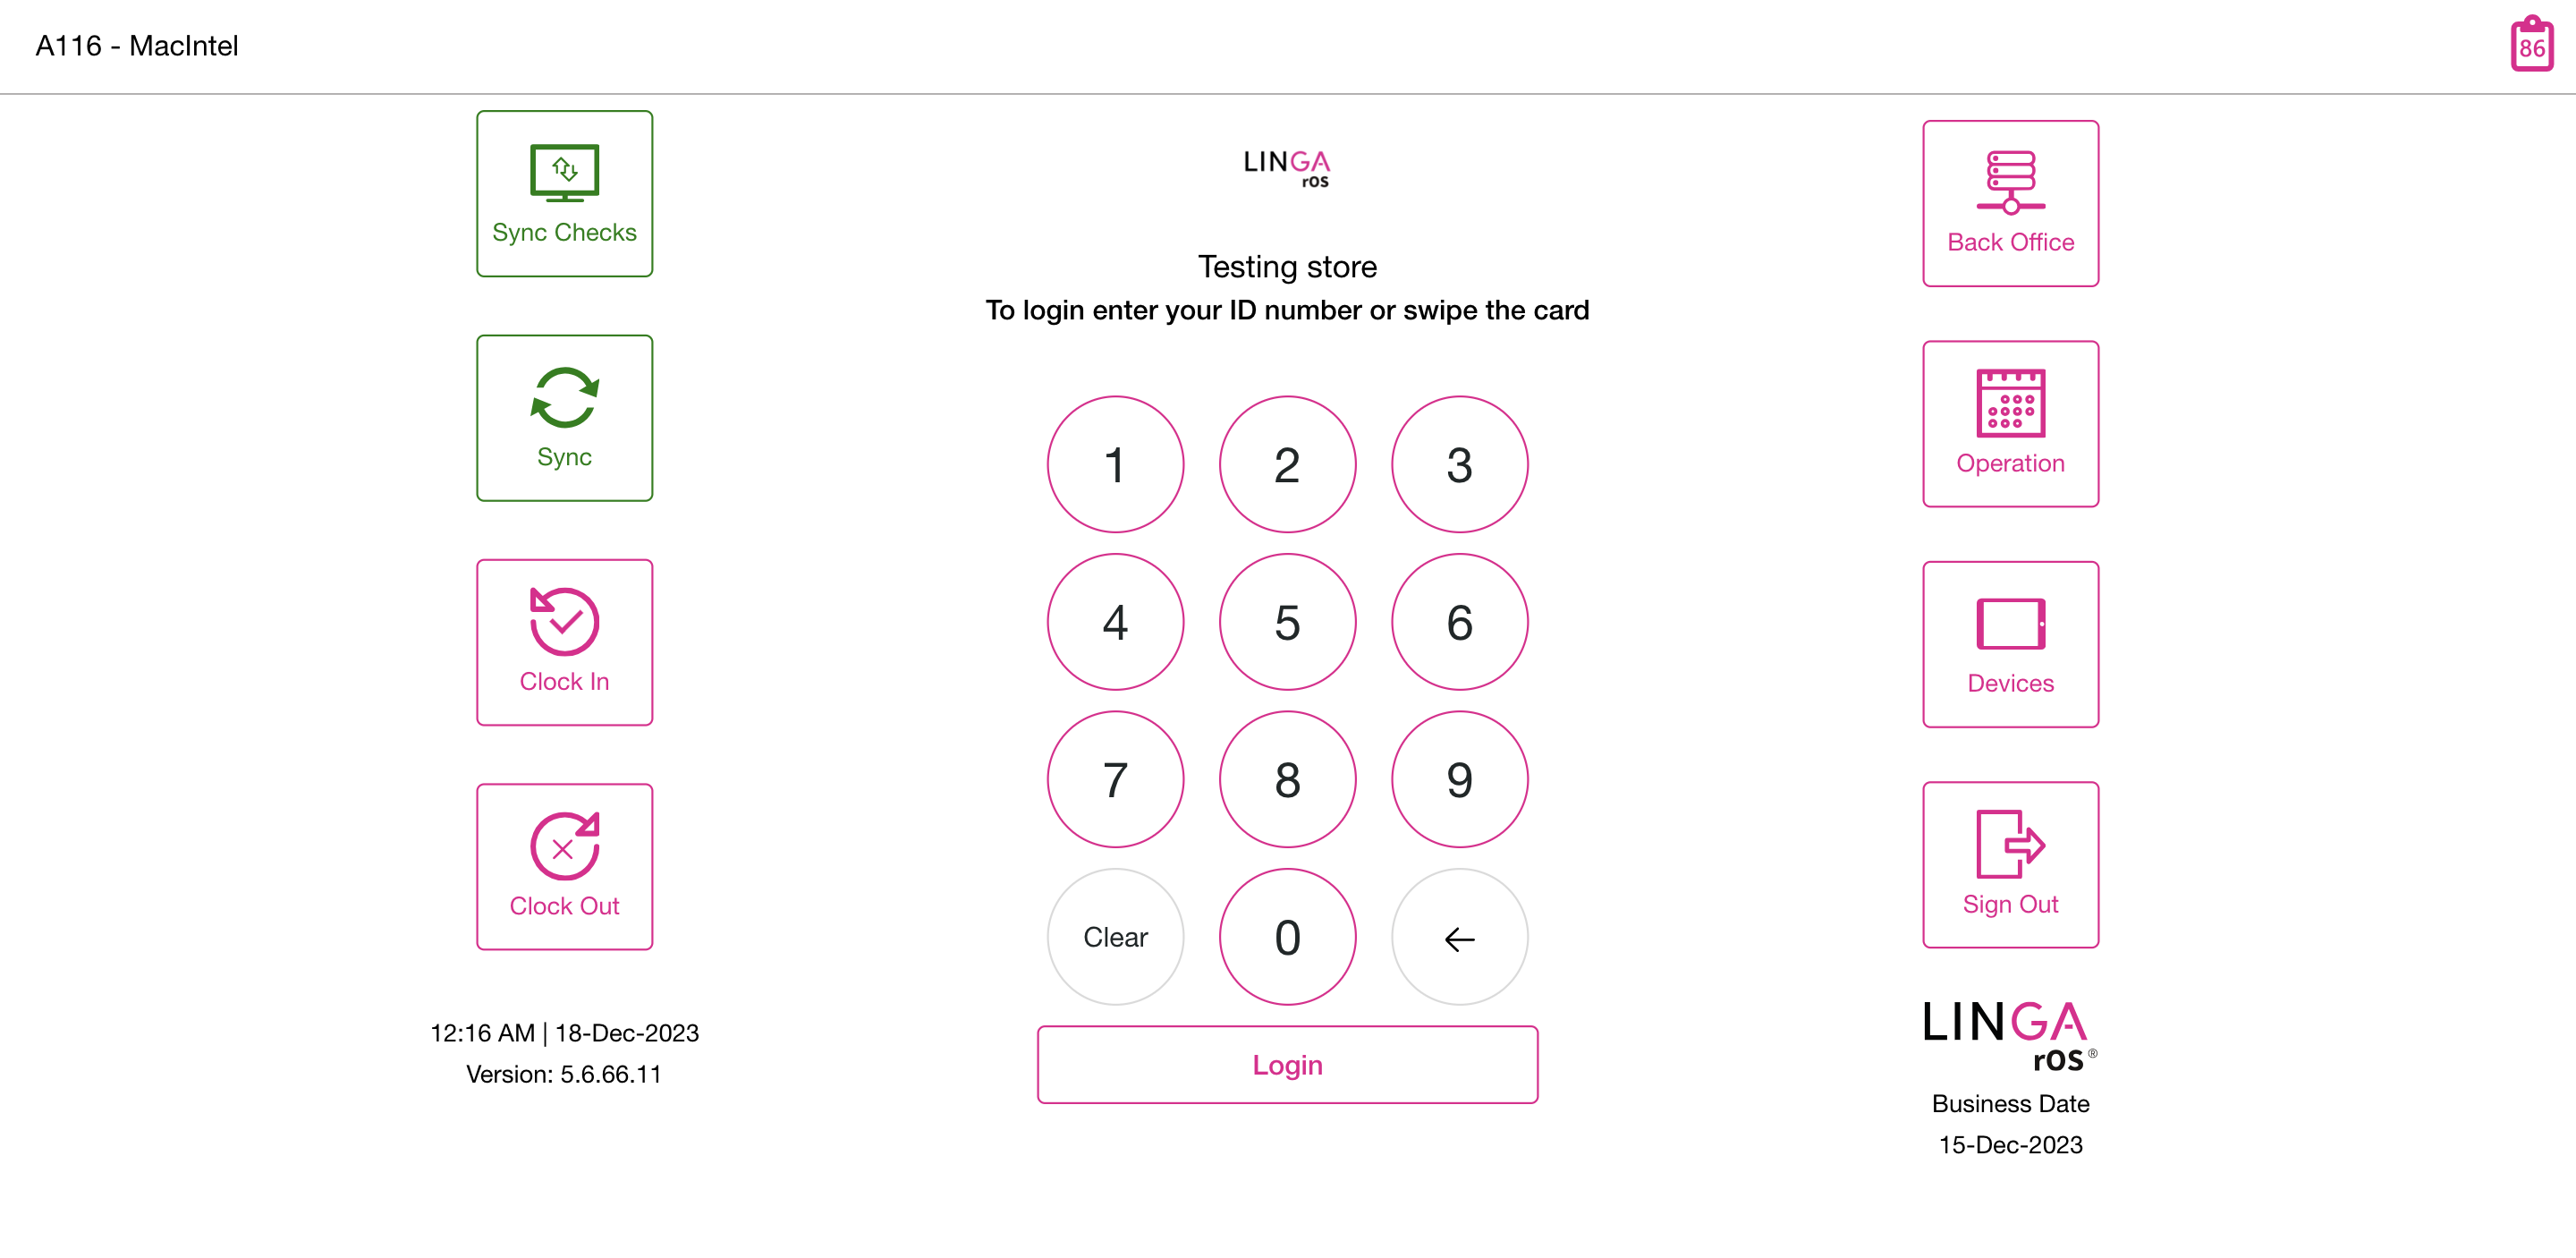 A116 - MacIntel
86
Sync Checks
Sync
Clock In
Clock Out
12:16 AM | 18-Dec-2023
Version: 5.6.66.11
LINGA
rOS
Testing store
To login enter your ID number or swipe the card
1 2 3
4 5 6
7 8 9
Clear 0 ←
Login
Back Office
Operation
Devices
Sign Out
LINGA
rOS®
Business Date
15-Dec-2023